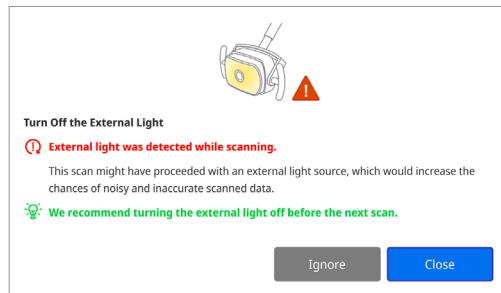 Turn Off the External Light
External light was detected while scanning.
This scan might have proceeded with an external light source, which would increase the
chances of noisy and inaccurate scanned data.
We recommend turning the external light off before the next scan.
Ignore
Close